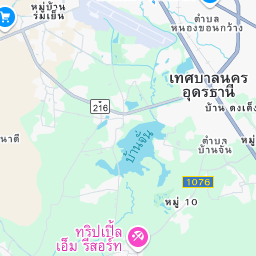 หมู่บ้าน
ร่มเย็น
ตำบล
หนองขอนกว้าง
เทศบาลนคร
อุดรธานี
216
บ้าน ดงเค็ง
นาดี
บ้านจั่น
ตำบล
บ้านจั่น
1076
หมู่ 10
ทริปเปิ้ล
เอ็ม รีสอร์ท